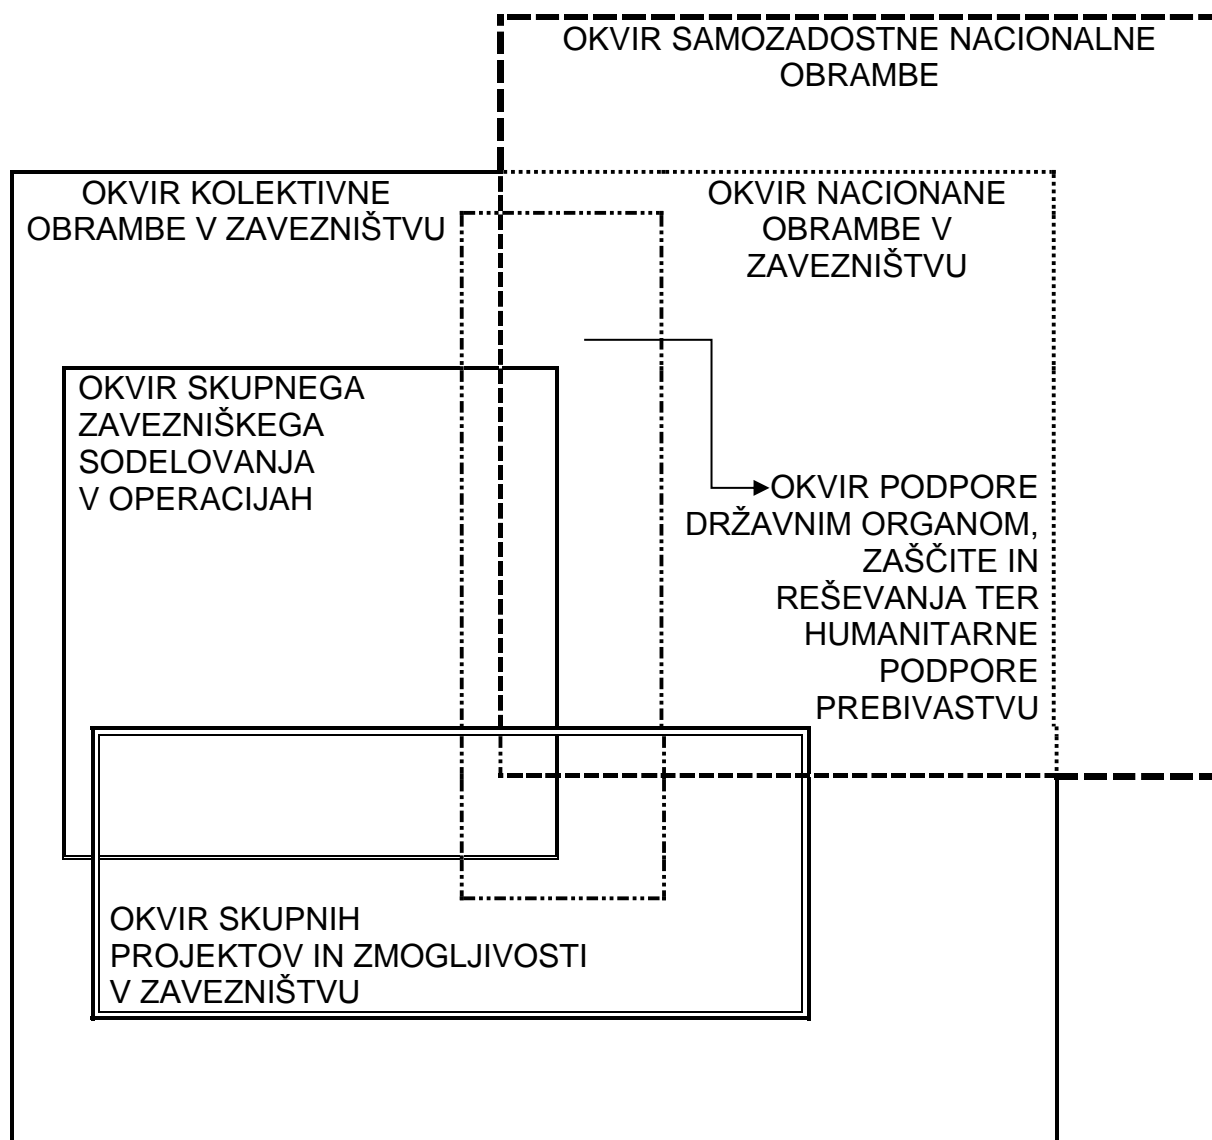 OKVIR SAMOZADOSTNE NACIONALNE
OBRAMBE
OKVIR KOLEKTIVNE
OBRAMBE V ZAVEZNIŠTVU
OKVIR NACIONANE
OBRAMBE V
ZAVEZNIŠTVU
OKVIR SKUPNEGA
ZAVEZNIŠKEGA
SODELOVANJA
V OPERACIJAH
OKVIR PODPORE
DRŽAVNIM ORGANOM,
ZAŠČITE IN
REŠEVANJA TER
HUMANITARNE
PODPORE
PREBIVASTVU
OKVIR SKUPNIH
PROJEKTOV IN ZMOGLJIVOSTI
V ZAVEZNIŠTVU